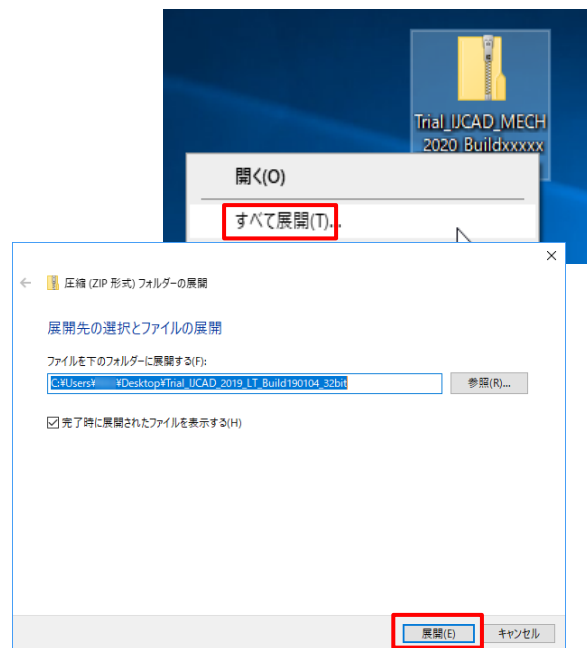 Trial_IJCAD_MECH
2020_Buildxxxxx
開く(O)
すべて展開(T)...
圧縮 (ZIP 形式) フォルダーの展開
展開先の選択とファイルの展開
ファイルを下のフォルダーに展開する(F):
C:¥Users¥ ¥Desktop¥Trial_IJCAD_2019_LT_Build190104_32bit
参照(R)...
完了時に展開されたファイルを表示する(H)
展開(E)
キャンセル